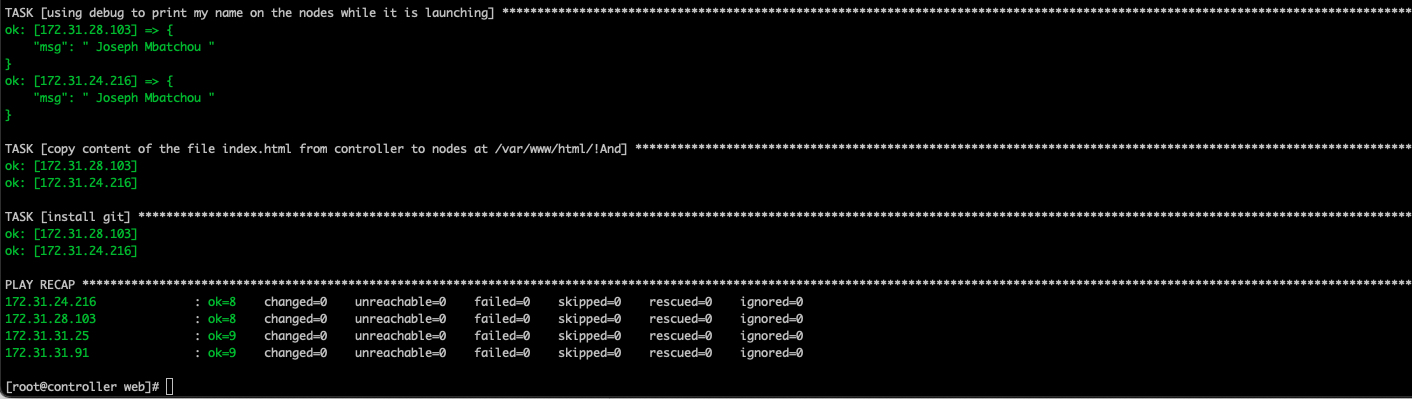 TASK [using debug to print my name on the nodes while it is launching] **********************************************************************************************************************************
ok: [172.31.28.103] => {
    "msg": " Joseph Mbatchou "
}
ok: [172.31.24.216] => {
    "msg": " Joseph Mbatchou "
}
TASK [copy content of the file index.html from controller to nodes at /var/www/html/!And] ***************************************************************************************************************
ok: [172.31.28.103]
ok: [172.31.24.216]
TASK [install git] **************************************************************************************************************************************************************************************
ok: [172.31.28.103]
ok: [172.31.24.216]
PLAY RECAP **********************************************************************************************************************************************************************************************
172.31.24.216              : ok=8    changed=0    unreachable=0    failed=0    skipped=0    rescued=0    ignored=0
172.31.28.103              : ok=8    changed=0    unreachable=0    failed=0    skipped=0    rescued=0    ignored=0
172.31.31.25               : ok=9    changed=0    unreachable=0    failed=0    skipped=0    rescued=0    ignored=0
172.31.31.91               : ok=9    changed=0    unreachable=0    failed=0    skipped=0    rescued=0    ignored=0
[root@controller web]#